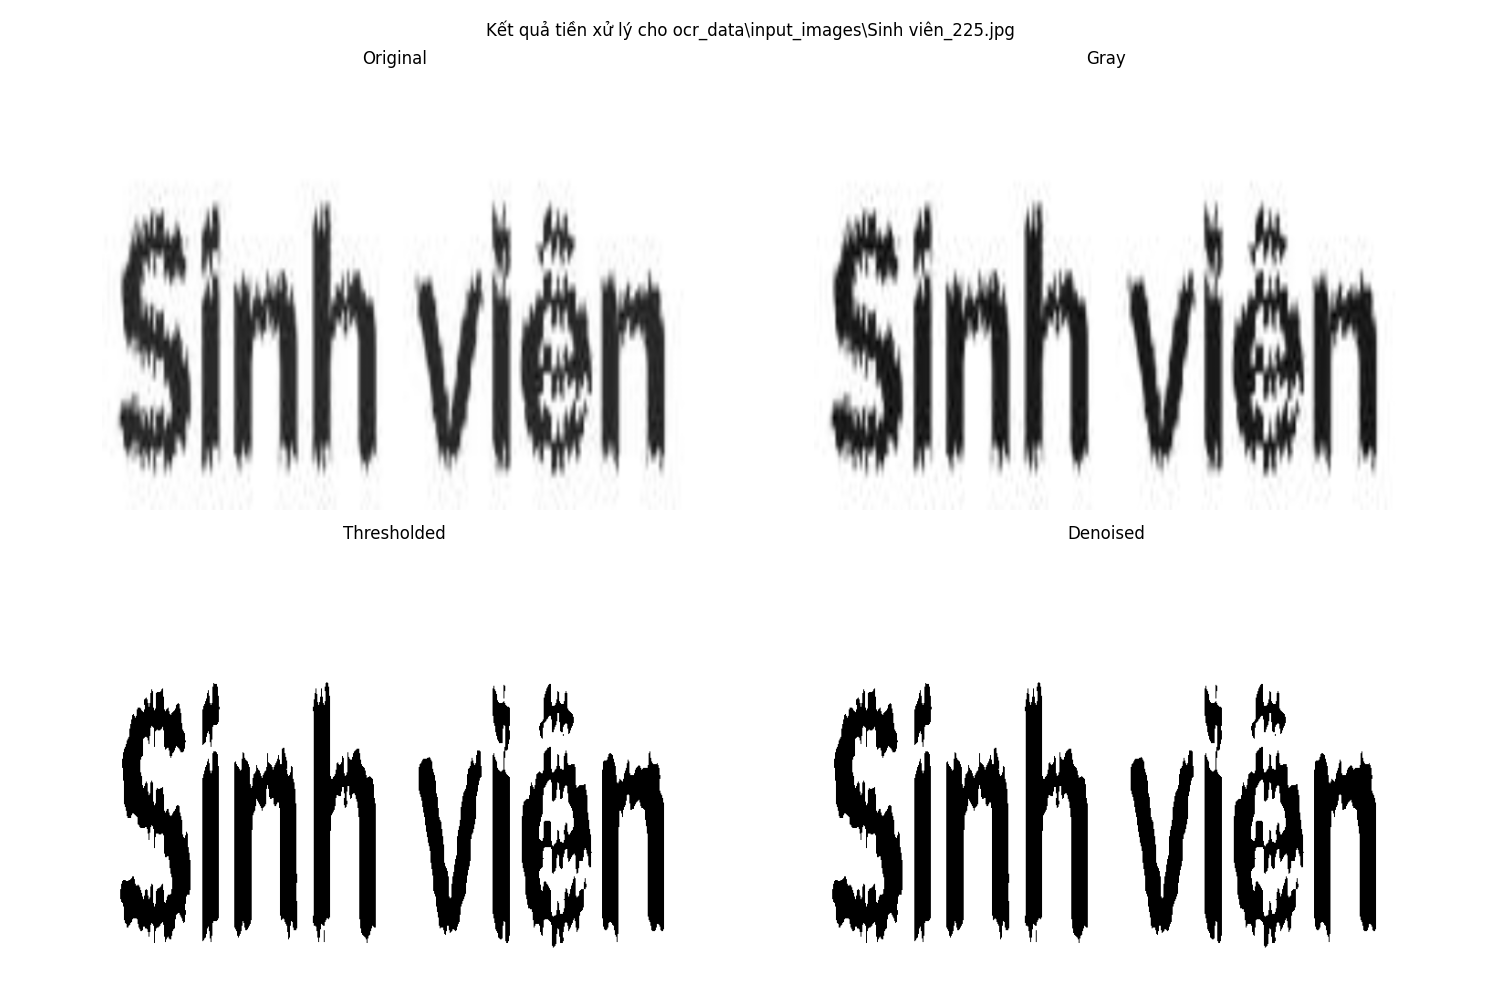 Kết quả tiền xử lý cho ocr_data\input_images\Sinh viên_225.jpg
Original
Gray
Sinh viên
Sinh viên
Thresholded
Denoised
Sinh viên
Sinh viên